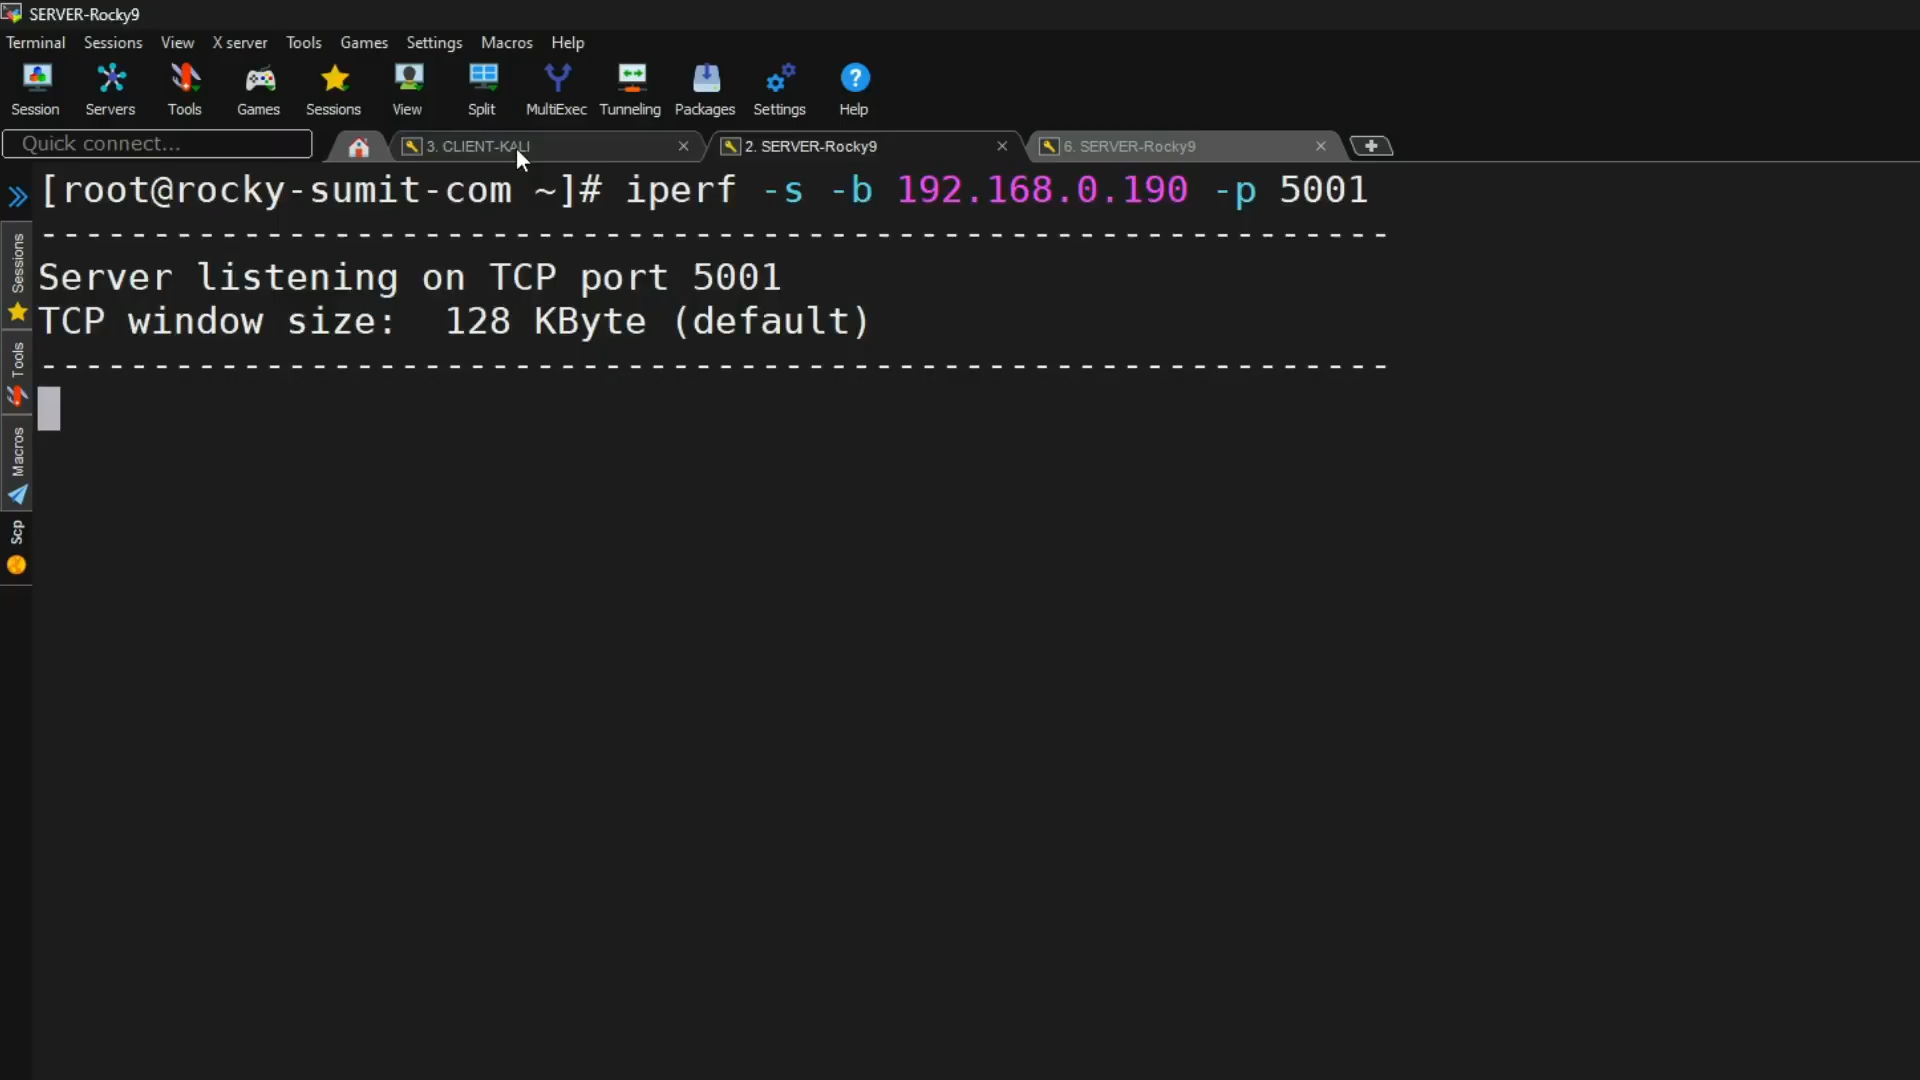 SERVER-Rocky9
Terminal Sessions View X server Tools Games Settings Macros Help
Session Servers Tools Games Sessions View Split MultiExec Tunneling Packages Settings Help
Quick connect... 3. CLIENT-KALI 2. SERVER-Rocky9 6. SERVER-Rocky9
[root@rocky-sumit-com ~]# iperf -s -b 192.168.0.190 -p 5001
------------------------------------------------------------
Server listening on TCP port 5001
TCP window size:  128 KByte (default)
------------------------------------------------------------
Sessions
Tools
Macros
Scp